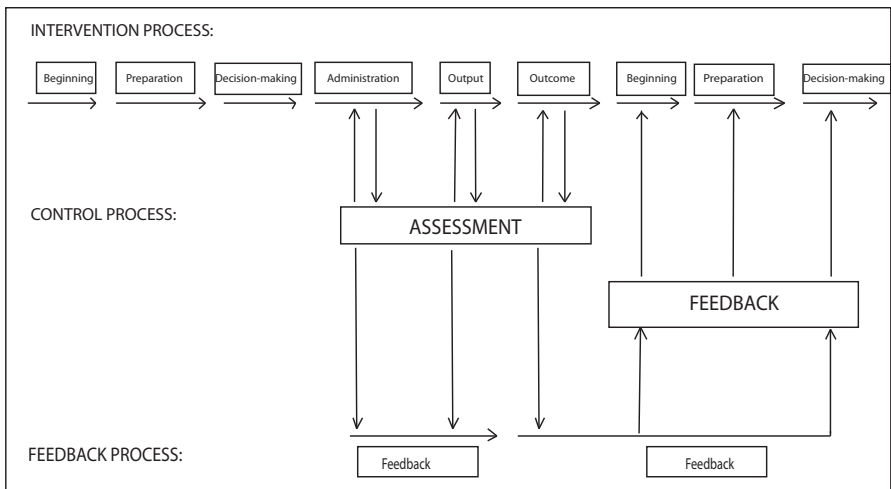 INTERVENTION PROCESS:
Beginning
Preparation
Decision-making
Administration
Output
Outcome
Beginning
Preparation
Decision-making
CONTROL PROCESS:
ASSESSMENT
FEEDBACK
FEEDBACK PROCESS:
Feedback
Feedback